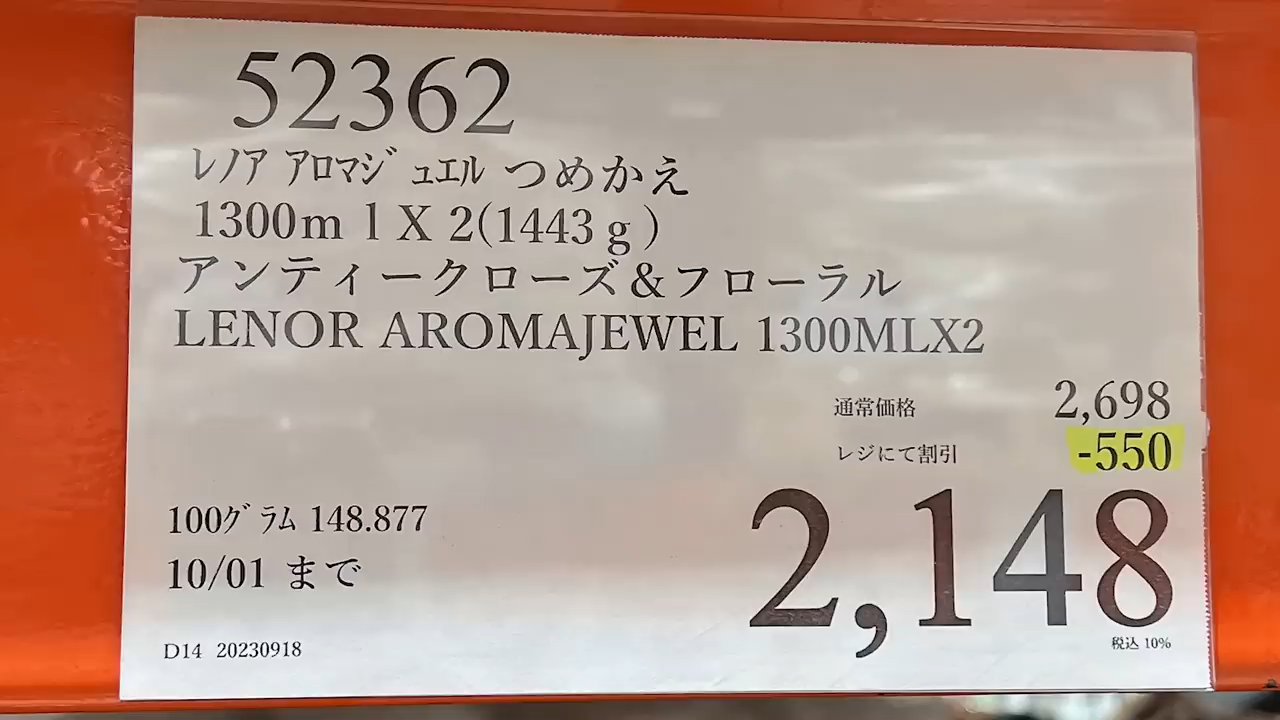 52362
ﾚﾉｱ ｱﾛﾏｼﾞｭｴﾙ つめかえ
1300ｍｌX 2(1443ｇ)
アンティークローズ＆フローラル
LENOR AROMAJEWEL 1300MLX2
通常価格 2,698
レジにて割引 -550
2,148
100ｸﾞﾗﾑ 148.877
10/01 まで
税込 10%
D14 20230918